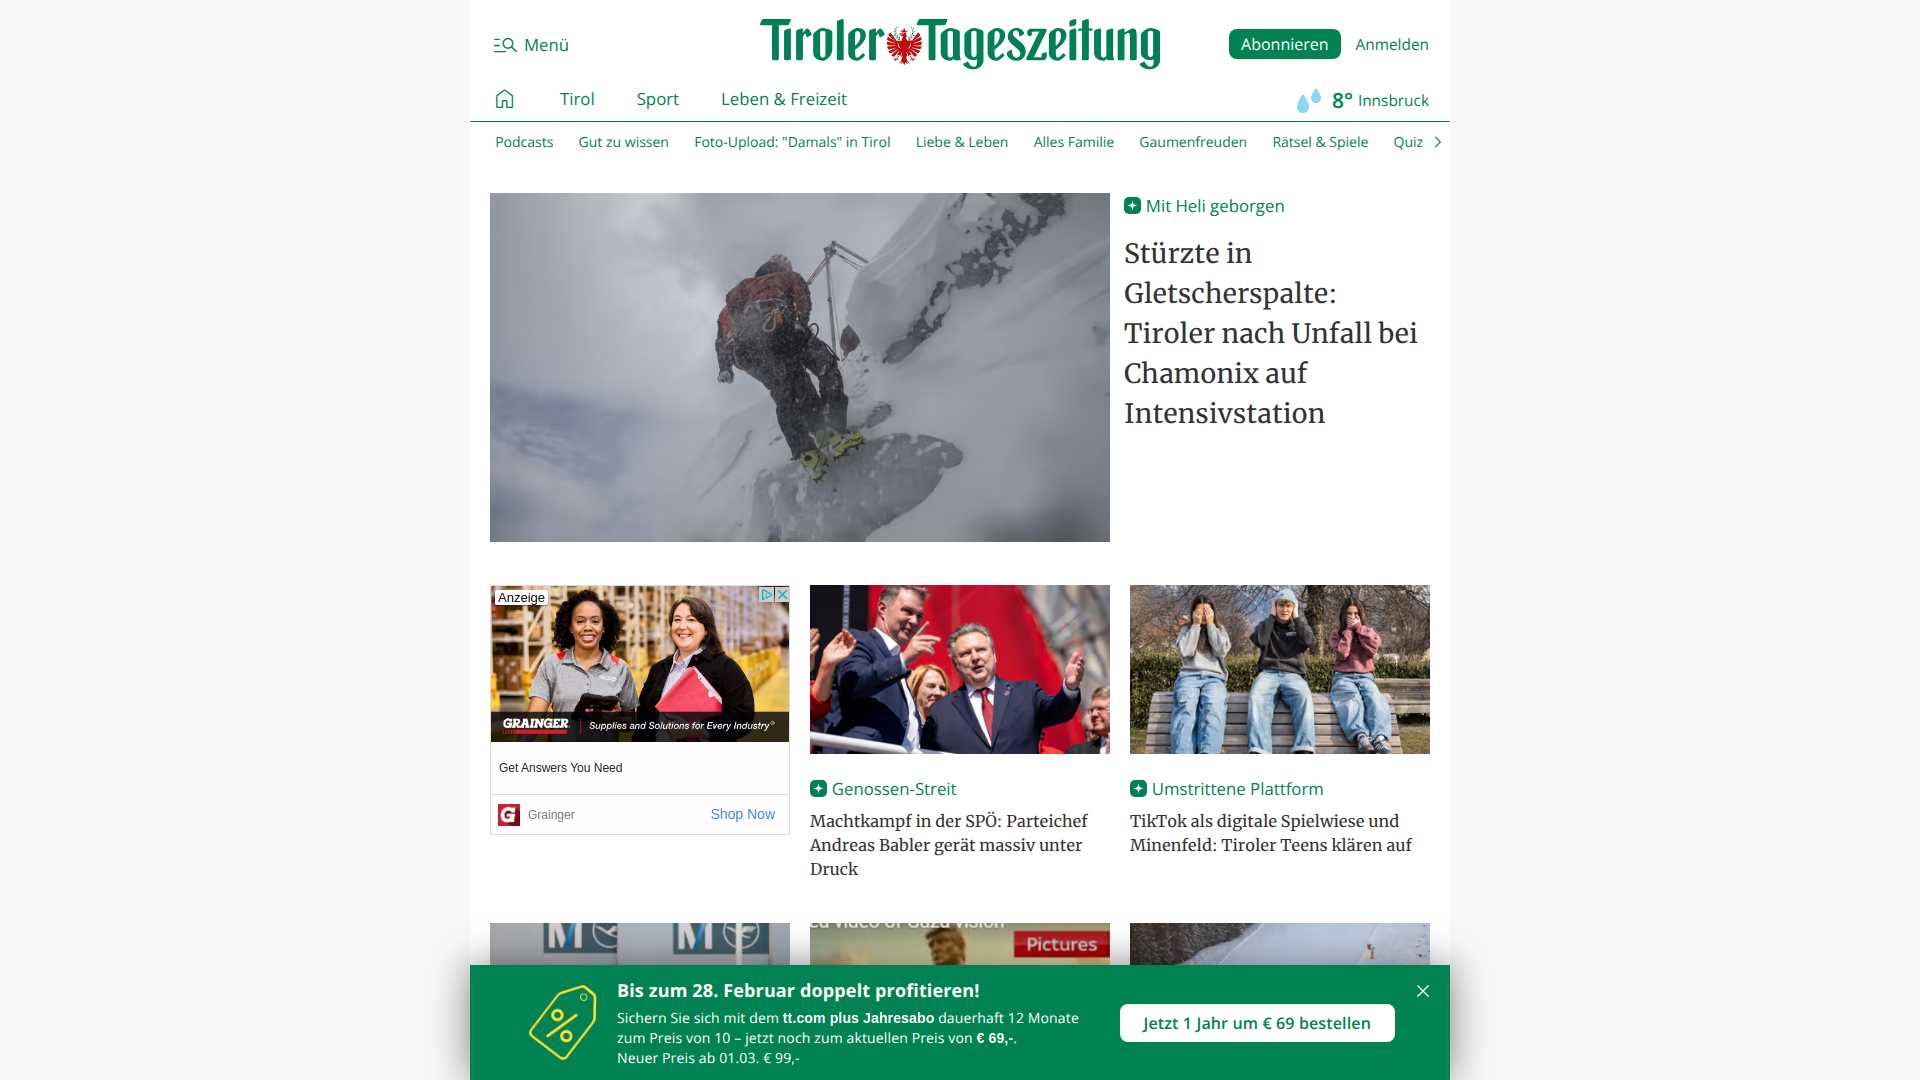 Menü
Tiroler Tageszeitung
Abonnieren
Anmelden
Tirol
Sport
Leben & Freizeit
8° Innsbruck
Podcasts
Gut zu wissen
Foto-Upload: "Damals" in Tirol
Liebe & Leben
Alles Familie
Gaumenfreuden
Rätsel & Spiele
Quiz
Mit Heli geborgen
Stürzte in
Gletscherspalte:
Tiroler nach Unfall bei
Chamonix auf
Intensivstation
Anzeige
GRAINGER
Supplies and Solutions for Every Industry®
Get Answers You Need
G Grainger
Shop Now
Genossen-Streit
Machtkampf in der SPÖ: Parteichef
Andreas Babler gerät massiv unter
Druck
Umstrittene Plattform
TikTok als digitale Spielwiese und
Minenfeld: Tiroler Teens klären auf
M
M
video of Gaza vision
Pictures
Bis zum 28. Februar doppelt profitieren!
Sichern Sie sich mit dem tt.com plus Jahresabo dauerhaft 12 Monate
zum Preis von 10 – jetzt noch zum aktuellen Preis von € 69,-.
Neuer Preis ab 01.03. € 99,-
Jetzt 1 Jahr um € 69 bestellen